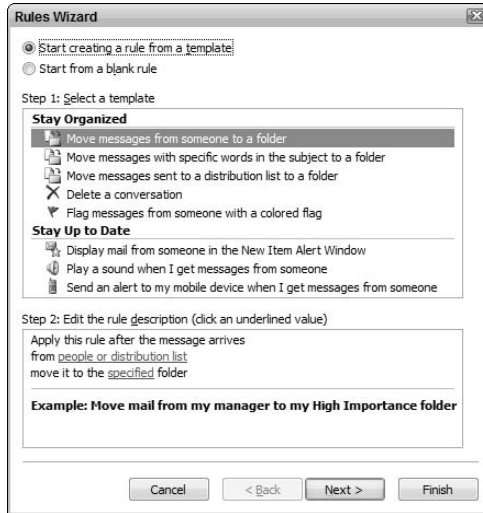 Rules Wizard
Start creating a rule from a template
Start from a blank rule
Step 1: Select a template
Stay Organized
Move messages from someone to a folder
Move messages with specific words in the subject to a folder
Move messages sent to a distribution list to a folder
Delete a conversation
Flag messages from someone with a colored flag
Stay Up to Date
Display mail from someone in the New Item Alert Window
Play a sound when I get messages from someone
Send an alert to my mobile device when I get messages from someone
Step 2: Edit the rule description (click an underlined value)
Apply this rule after the message arrives
from people or distribution list
move it to the specified folder
Example: Move mail from my manager to my High Importance folder
Cancel < Back Next > Finish